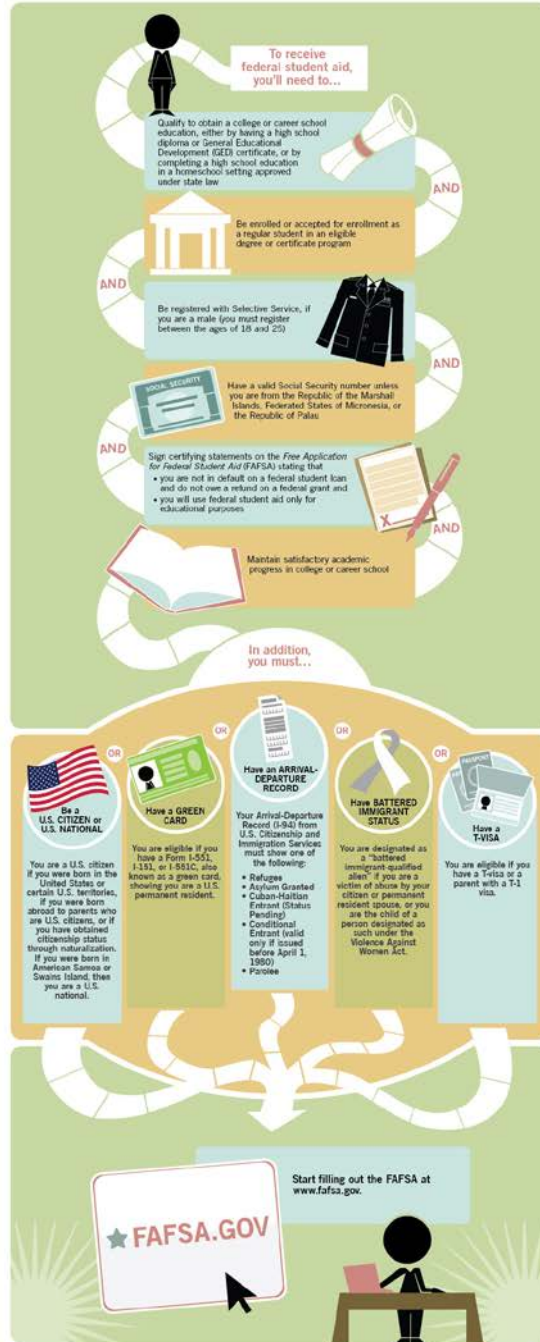 To receive
federal student aid,
you'll need to...
Qualify to obtain a college or career school
education, either by having a high school
diploma or General Educational
Development (GED) certificate, or by
completing a high school education
in a homeschool setting approved
under state law
AND
Be enrolled or accepted for enrollment as
a regular student in an eligible
degree or certificate program
AND
Be registered with Selective Service, if
you are a male (you must register
between the ages of 18 and 25)
AND
SOCIAL SECURITY
Have a valid Social Security number unless
you are from the Republic of the Marshall
Islands, Federated States of Micronesia, or
the Republic of Palau
AND
Sign certifying statements on the Free Application
for Federal Student Aid (FAFSA) stating that
• you are not in default on a federal student loan
and do not owe a refund on a federal grant and
• you will use federal student aid only for
educational purposes
X
AND
Maintain satisfactory academic
progress in college or career school
In addition,
you must...
Be a
U.S. CITIZEN or
U.S. NATIONAL
You are a U.S. citizen
if you were born in the
United States or
certain U.S. territories,
if you were born
abroad to parents who
are U.S. citizens, or if
you have obtained
citizenship status
through naturalization.
If you were born in
American Samoa or
Swains Island, then
you are a U.S.
national.
OR
Have a GREEN
CARD
You are eligible if you
have a Form I-551,
I-151, or I-551C, also
known as a green card,
showing you are a U.S.
permanent resident.
OR
Have an ARRIVAL-
DEPARTURE
RECORD
Your Arrival-Departure
Record (I-94) from
U.S. Citizenship and
Immigration Services
must show one of
the following:
• Refugee
• Asylum Granted
• Cuban-Haitian
Entrant (Status
Pending)
• Conditional
Entrant (valid
only if issued
before April 1,
1980)
• Parolee
OR
Have BATTERED
IMMIGRANT
STATUS
You are designated as
a "battered
immigrant-qualified
alien" if you are a
victim of abuse by your
citizen or permanent
resident spouse, or you
are the child of a
person designated as
such under the
Violence Against
Women Act.
OR
PASSPORT
Have a
T-VISA
You are eligible if you
have a T-visa or a
parent with a T-1
visa.
Start filling out the FAFSA at
www.fafsa.gov.
FAFSA.GOV